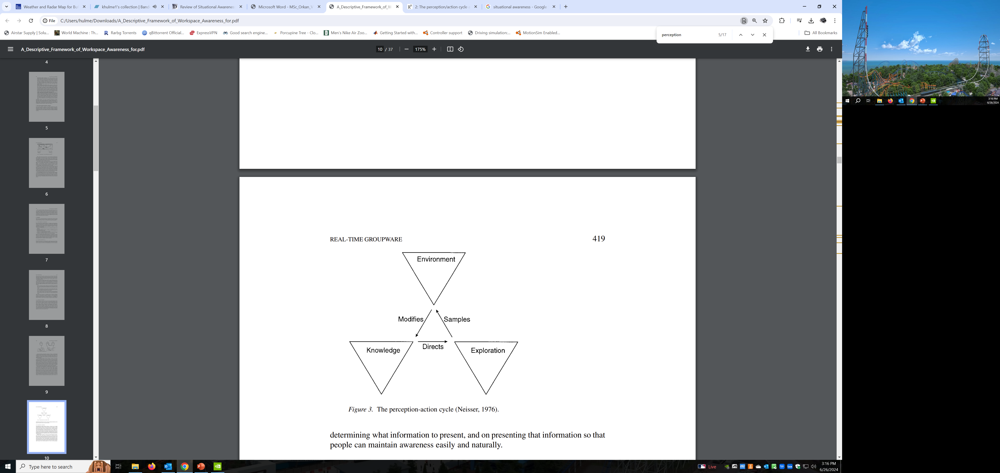 Weather and Radar Map for Bu
khulme1's collection | Band
Review of Situational Awarenes
Microsoft Word - MSc_Orkan_V
A_Descriptive_Framework_of_W
2: The perception/action cycle a
situational awareness - Google
File
C:/Users/hulme/Downloads/A_Descriptive_Framework_of_Workspace_Awareness_for.pdf
Airstar Supply | Solu...
World Machine : Th...
Rarbg Torrents
qBittorrent Official...
ExpressVPN
Good search engine...
Porcupine Tree - Clo...
Men's Nike Air Zoo...
Getting Started with...
Controller support
Driving simulation:...
MotionSim Enabled...
All Bookmarks
perception
5/17
A_Descriptive_Framework_of_Workspace_Awareness_for.pdf
10 / 37
175%
4
5
6
7
8
9
10
REAL-TIME GROUPWARE
419
Environment
Modifies
Samples
Knowledge
Directs
Exploration
Figure 3. The perception-action cycle (Neisser, 1976).
determining what information to present, and on presenting that information so that
people can maintain awareness easily and naturally.
Type here to search
Live
3:16 PM
6/26/2024
3:16 PM
6/26/2024